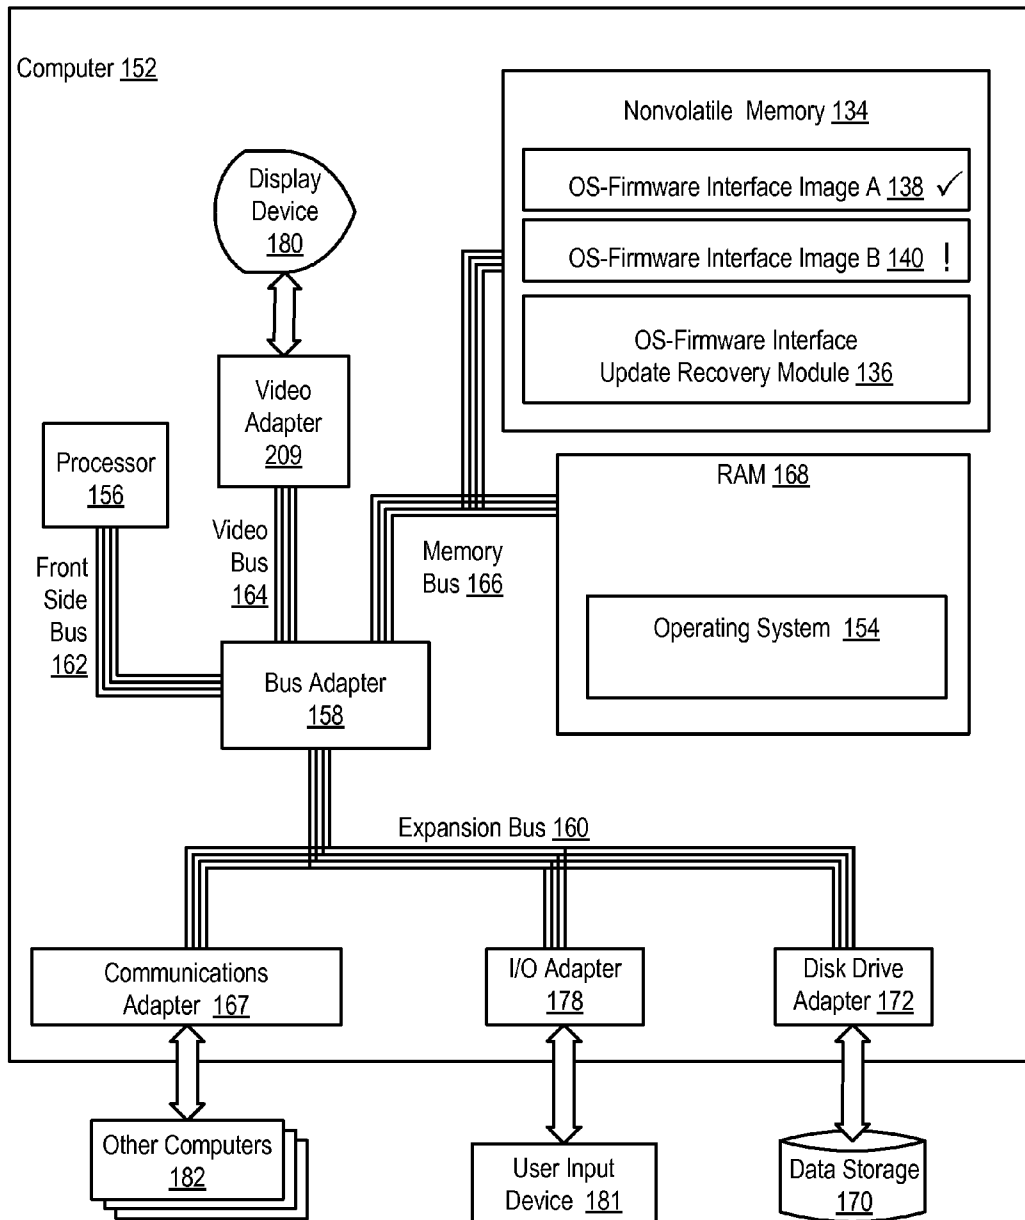 Computer 152
Nonvolatile Memory 134
OS-Firmware Interface Image A 138 ✓
OS-Firmware Interface Image B 140 !
OS-Firmware Interface
Update Recovery Module 136
Display
Device
180
Video
Adapter
209
Processor
156
RAM 168
Operating System 154
Video
Bus
164
Memory
Bus 166
Front
Side
Bus
162
Bus Adapter
158
Expansion Bus 160
Communications
Adapter 167
I/O Adapter
178
Disk Drive
Adapter 172
Other Computers
182
User Input
Device 181
Data Storage
170